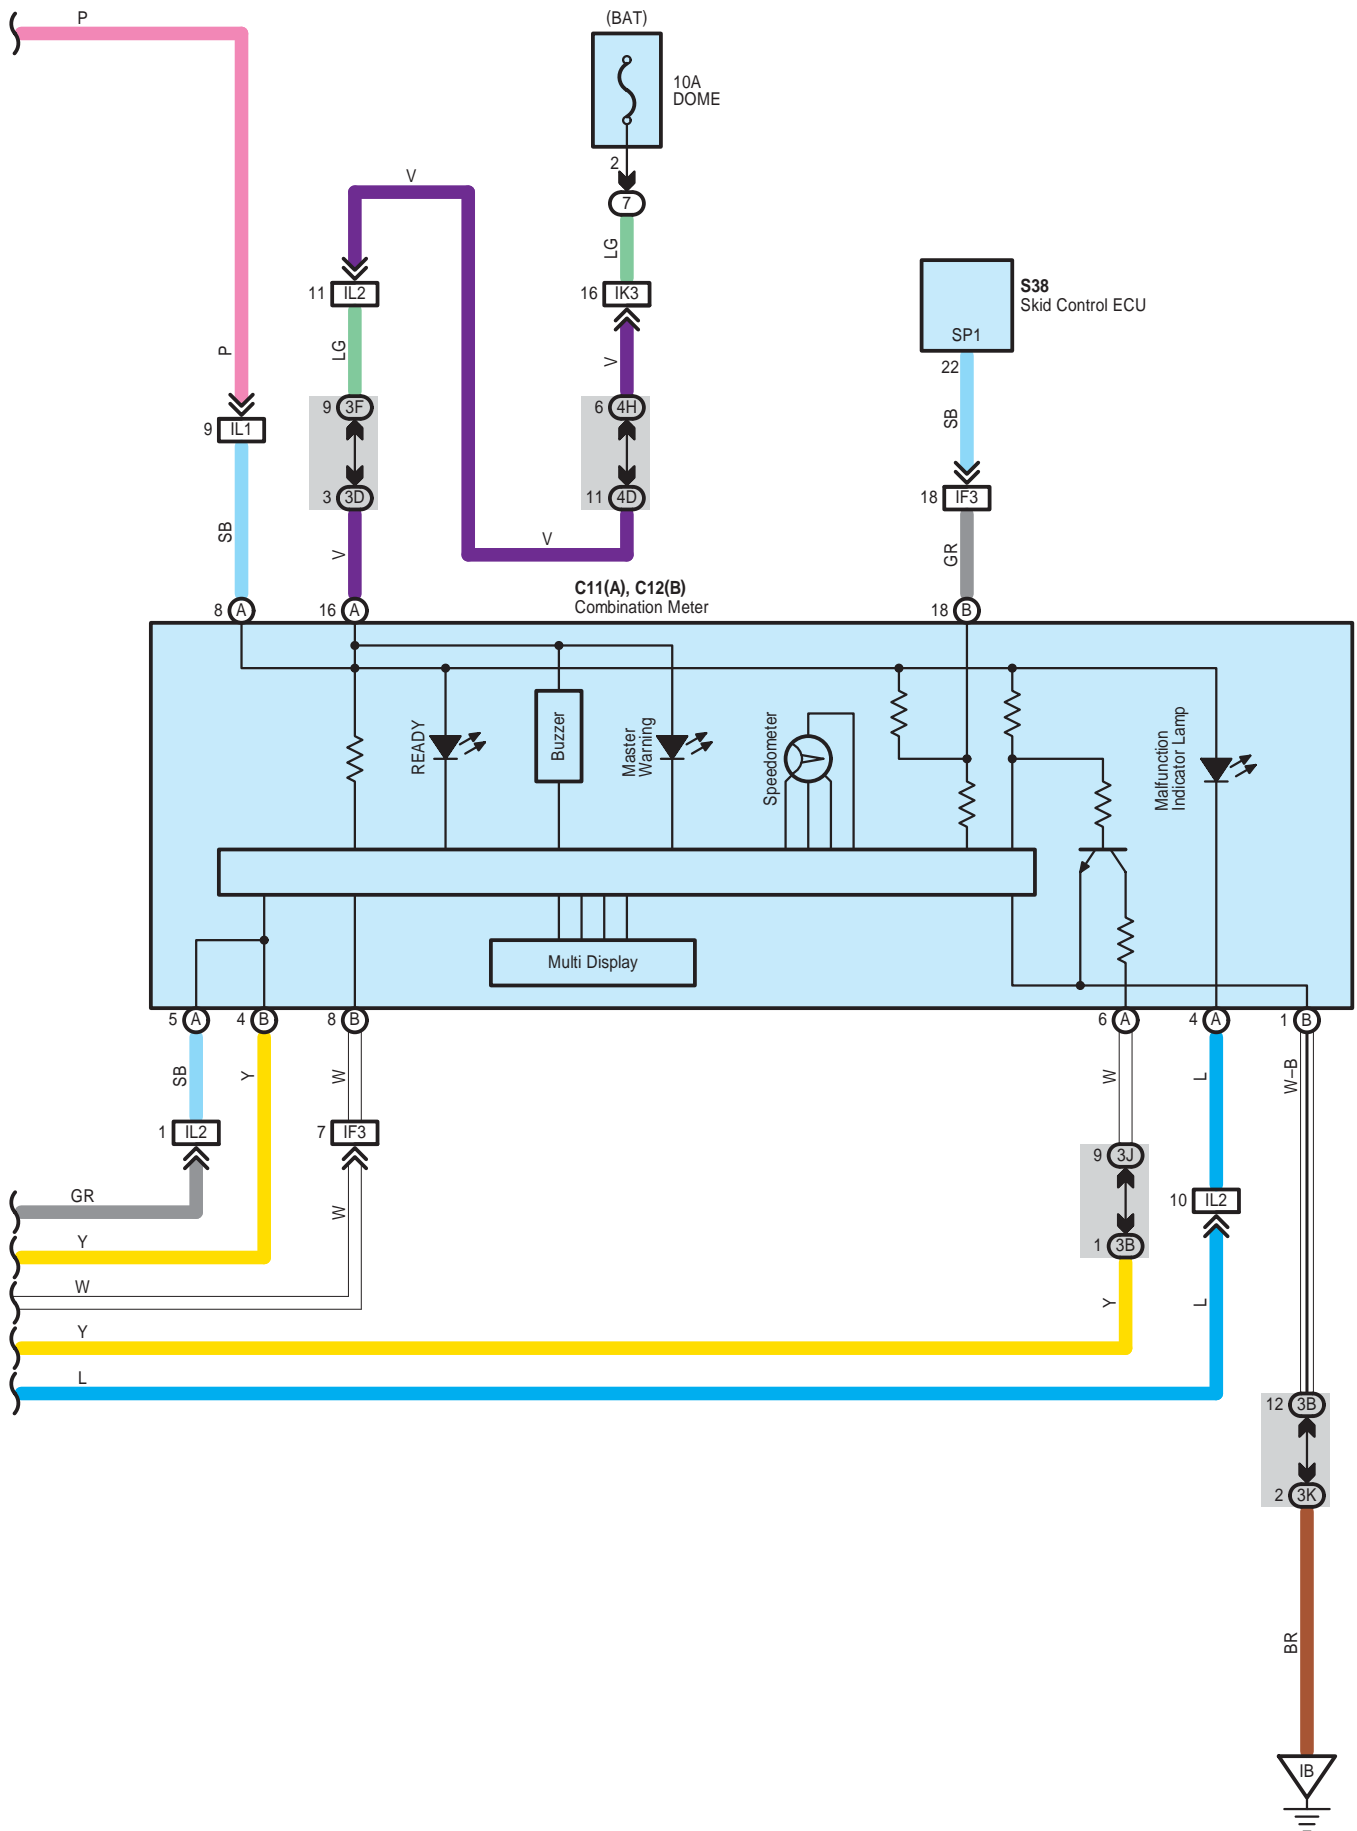 P
(BAT)
10A
DOME
2
7
V
LG
11 IL2
16 IK3
S38
Skid Control ECU
SP1
22
P
LG
V
SB
9 3F
6 4H
9 IL1
3 3D
11 4D
18 IF3
SB
V
V
GR
C11(A), C12(B)
Combination Meter
8 A
16 A
18 B
READY
Buzzer
Master
Warning
Speedometer
Malfunction
Indicator Lamp
Multi Display
5 A
4 B
8 B
6 A
4 A
1 B
SB
Y
W
W
L
W–B
1 IL2
7 IF3
9 3J
10 IL2
GR
W
Y
1 3B
W
Y
L
Y
L
12 3B
2 3K
BR
IB